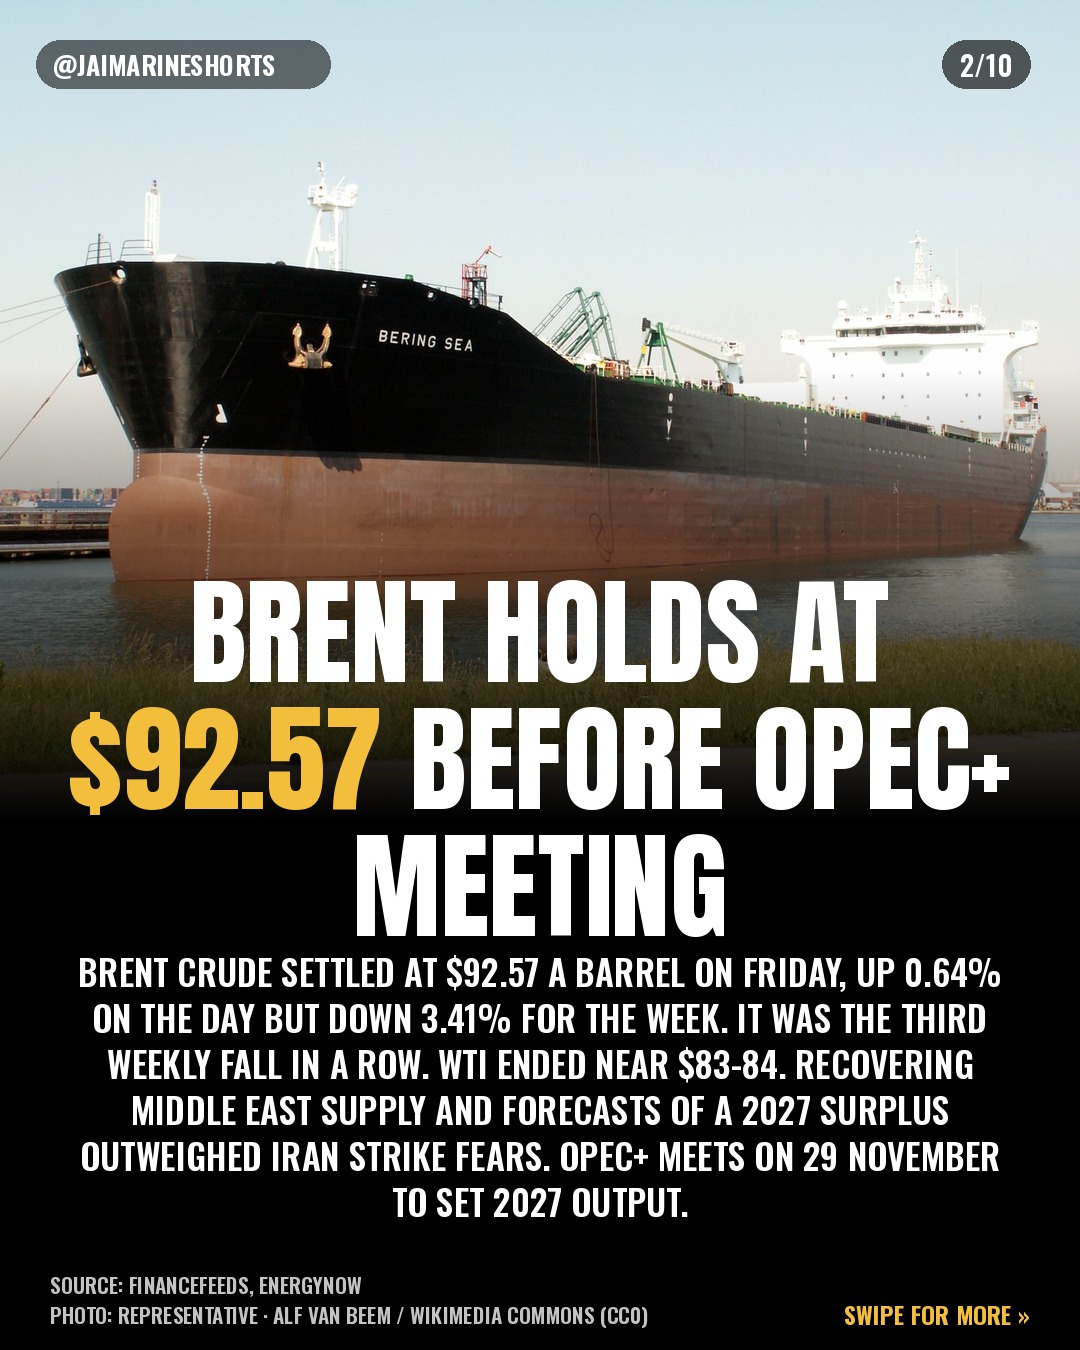 @JAIMARINESHORTS
2/10
BERING SEA
BRENT HOLDS AT
$92.57 BEFORE OPEC+
MEETING
BRENT CRUDE SETTLED AT $92.57 A BARREL ON FRIDAY, UP 0.64%
ON THE DAY BUT DOWN 3.41% FOR THE WEEK. IT WAS THE THIRD
WEEKLY FALL IN A ROW. WTI ENDED NEAR $83-84. RECOVERING
MIDDLE EAST SUPPLY AND FORECASTS OF A 2027 SURPLUS
OUTWEIGHED IRAN STRIKE FEARS. OPEC+ MEETS ON 29 NOVEMBER
TO SET 2027 OUTPUT.
SOURCE: FINANCEFEEDS, ENERGYNOW
PHOTO: REPRESENTATIVE · ALF VAN BEEM / WIKIMEDIA COMMONS (CC0)
SWIPE FOR MORE »